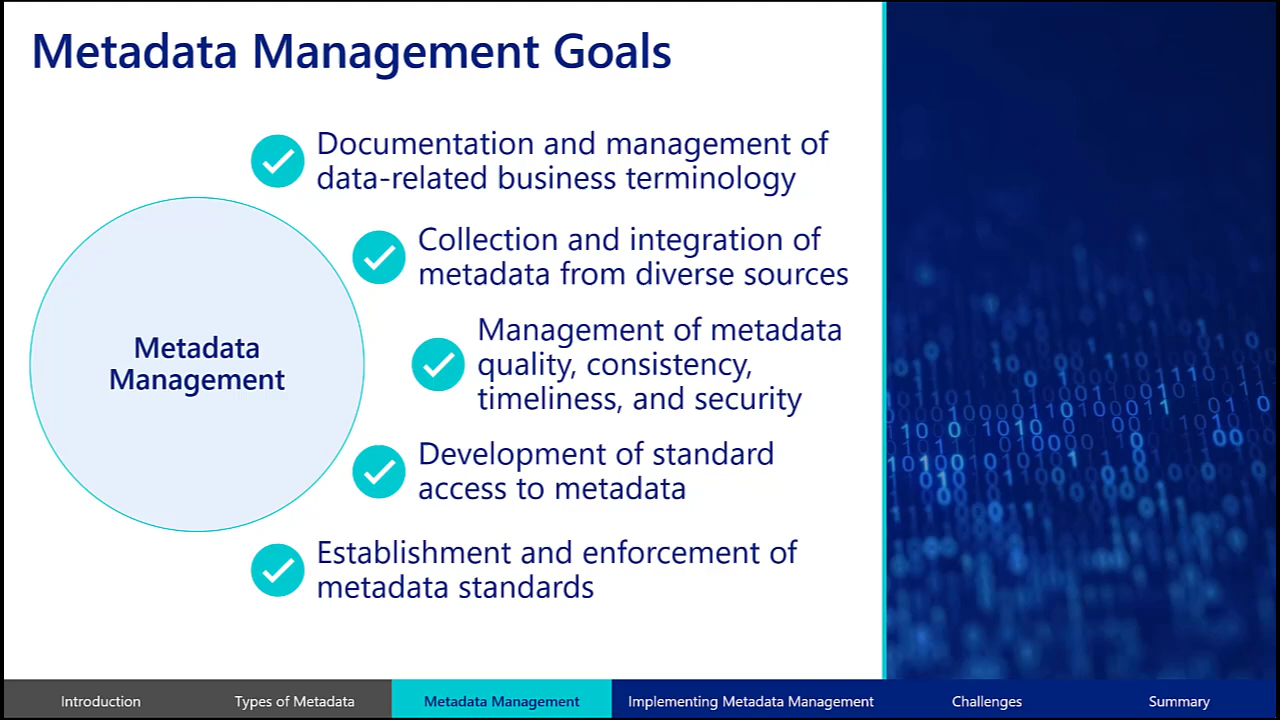 Metadata Management Goals
Documentation and management of
data-related business terminology
Collection and integration of
metadata from diverse sources
Management of metadata
quality, consistency,
timeliness, and security
Metadata
Management
Development of standard
access to metadata
Establishment and enforcement of
metadata standards
Introduction
Types of Metadata
Metadata Management
Implementing Metadata Management
Challenges
Summary